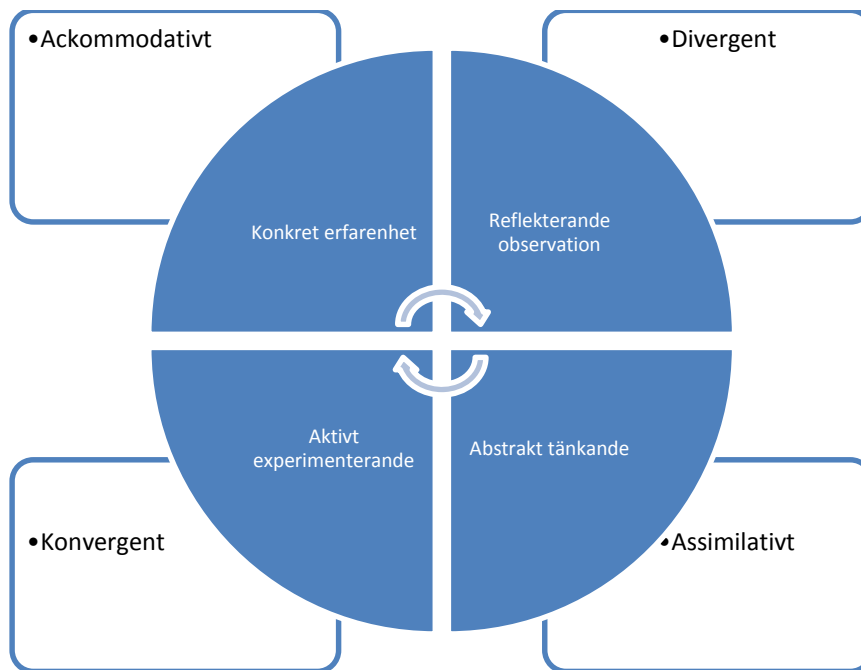 •Ackommodativt
•Divergent
Konkret erfarenhet
Reflekterande
observation
Aktivt
experimenterande
Abstrakt tänkande
•Konvergent
•Assimilativt